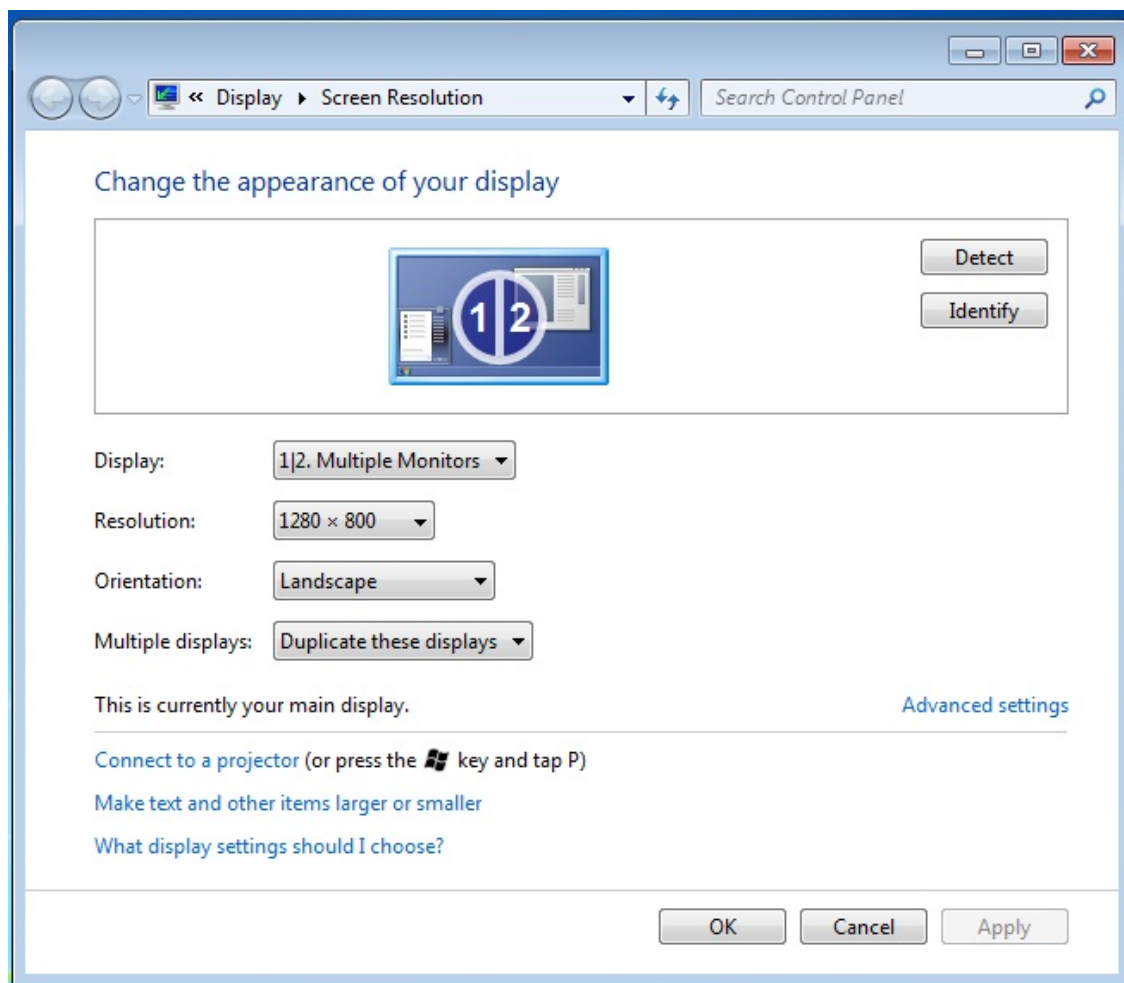 « Display ▸ Screen Resolution
Search Control Panel
Change the appearance of your display
1|2
Detect
Identify
Display: 1|2. Multiple Monitors
Resolution: 1280 × 800
Orientation: Landscape
Multiple displays: Duplicate these displays
This is currently your main display. Advanced settings
Connect to a projector (or press the key and tap P)
Make text and other items larger or smaller
What display settings should I choose?
OK Cancel Apply